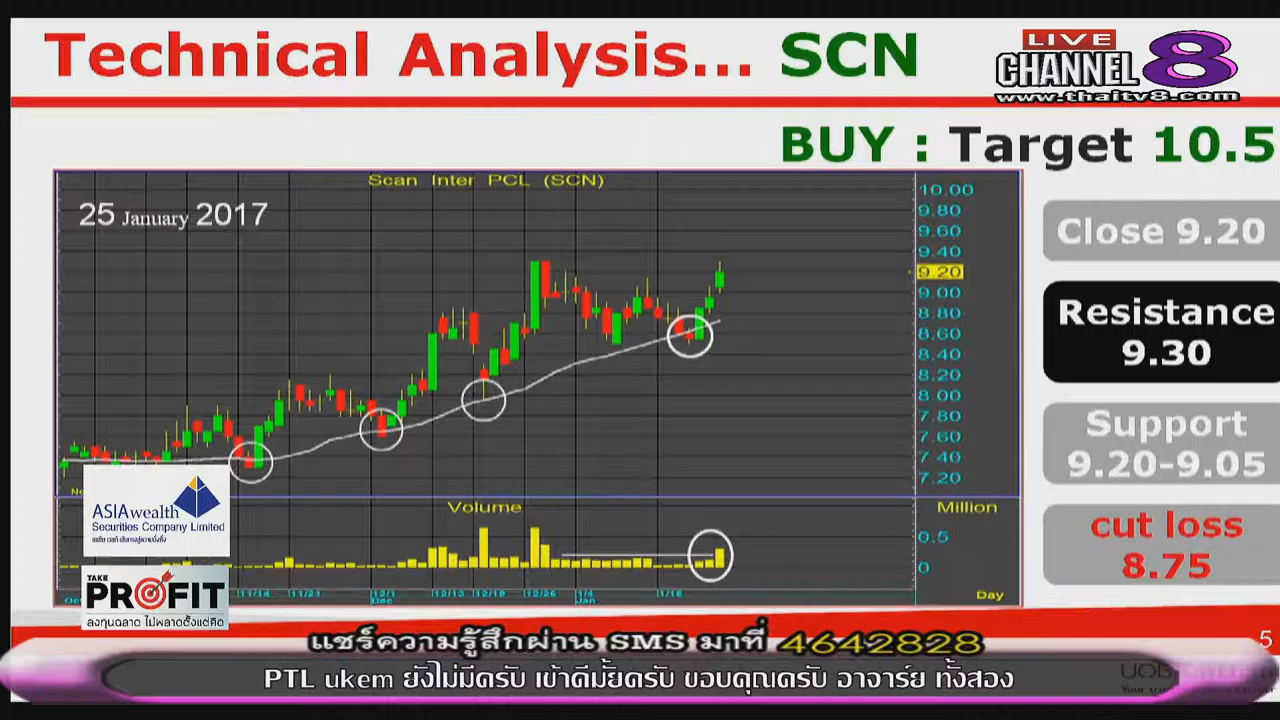 Technical Analysis... SCN
LIVE
CHANNEL 8
www.thaitv8.com
BUY : Target 10.5
Scan Inter PCL (SCN)
25 January 2017
10.00
9.80
9.60
9.40
9.20
9.00
8.80
8.60
8.40
8.20
8.00
7.80
7.60
7.40
7.20
Close 9.20
Resistance
9.30
Support
9.20-9.05
cut loss
8.75
Volume
Million
0.5
0
11/14
11/23
12/1
Dec
12/13
12/19
12/26
1/4
Jan
1/16
Day
ASIA wealth
Securities Company Limited
TAKE
PROFIT
ลงทุนฉลาด ไม่พลาดตั้งแต่คิด
5
แชร์ความรู้สึกผ่าน SMS มาที่ 4642828
PTL ukem ยังไม่มีครับ เข้าดีมั้ยครับ ขอบคุณครับ อาจารย์ ทั้งสอง